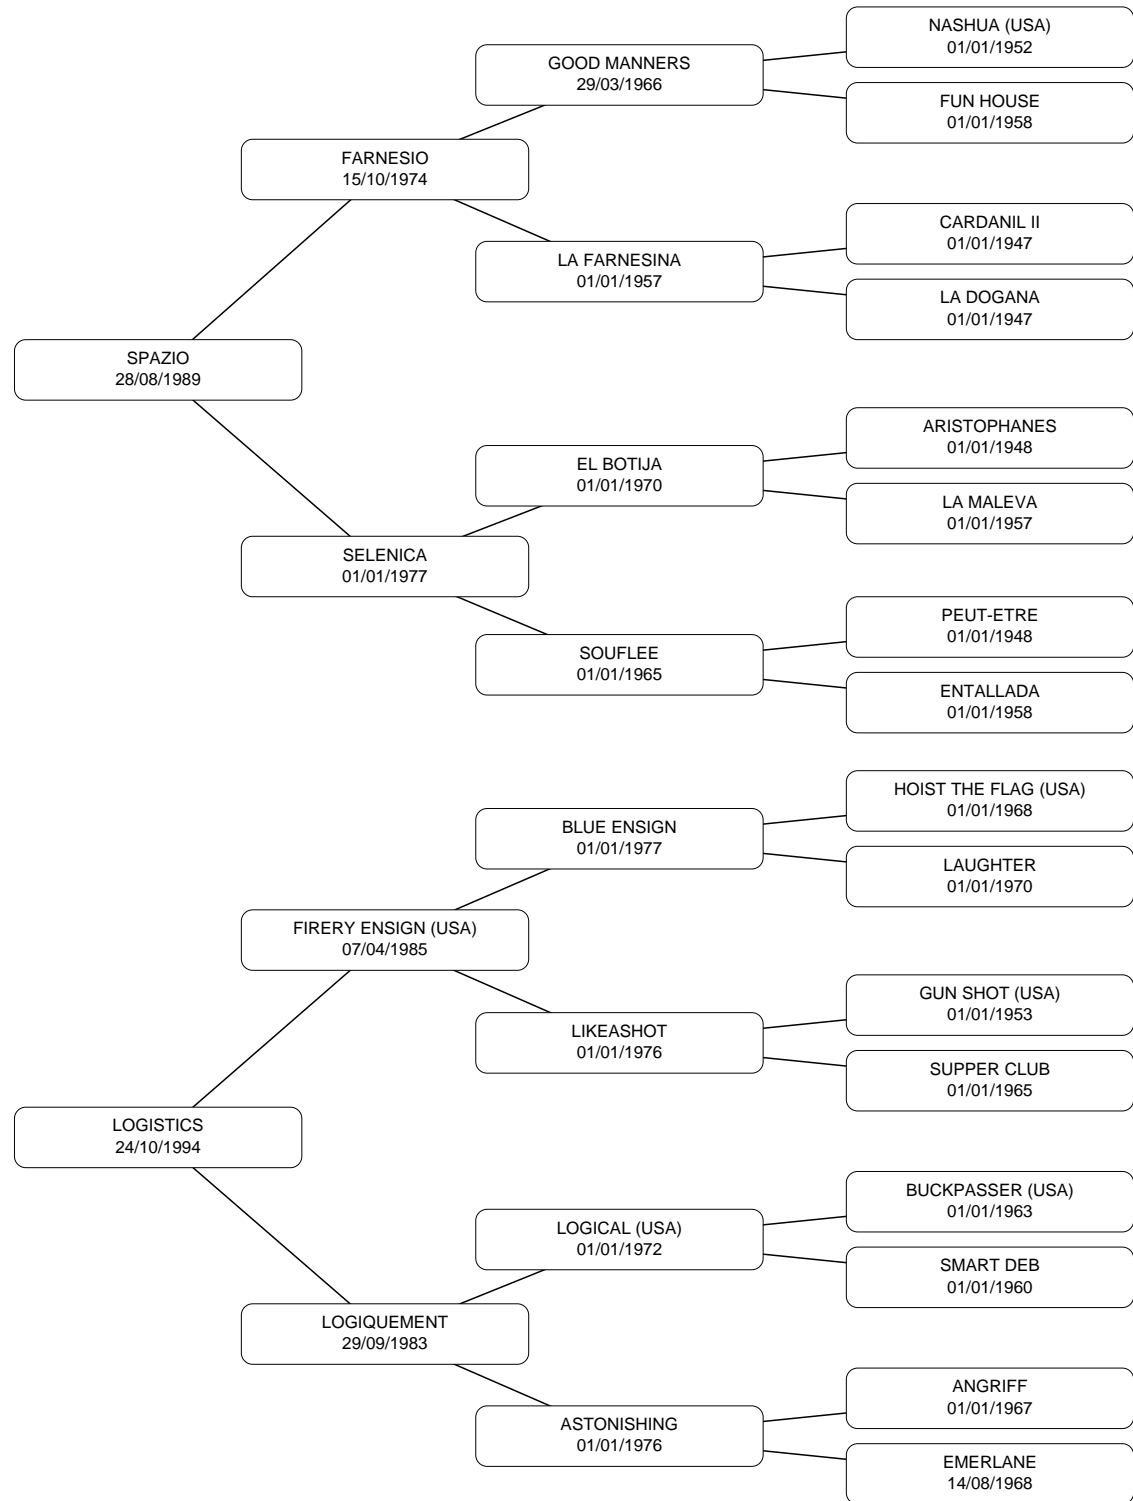 NASHUA (USA)
01/01/1952
GOOD MANNERS
29/03/1966
FUN HOUSE
01/01/1958
FARNESIO
15/10/1974
CARDANIL II
01/01/1947
LA FARNESINA
01/01/1957
LA DOGANA
01/01/1947
SPAZIO
28/08/1989
ARISTOPHANES
01/01/1948
EL BOTIJA
01/01/1970
LA MALEVA
01/01/1957
SELENICA
01/01/1977
PEUT-ETRE
01/01/1948
SOUFLEE
01/01/1965
ENTALLADA
01/01/1958
HOIST THE FLAG (USA)
01/01/1968
BLUE ENSIGN
01/01/1977
LAUGHTER
01/01/1970
FIRERY ENSIGN (USA)
07/04/1985
GUN SHOT (USA)
01/01/1953
LIKEASHOT
01/01/1976
SUPPER CLUB
01/01/1965
LOGISTICS
24/10/1994
BUCKPASSER (USA)
01/01/1963
LOGICAL (USA)
01/01/1972
SMART DEB
01/01/1960
LOGIQUEMENT
29/09/1983
ANGRIFF
01/01/1967
ASTONISHING
01/01/1976
EMERLANE
14/08/1968